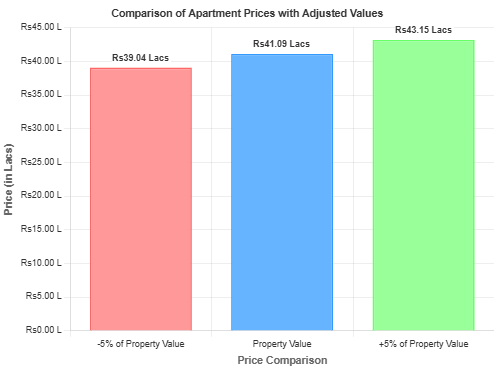 Comparison of Apartment Prices with Adjusted Values
Rs45.00 L
Rs40.00 L
Rs35.00 L
Rs30.00 L
Rs25.00 L
Rs20.00 L
Rs15.00 L
Rs10.00 L
Rs5.00 L
Rs0.00 L
Price (in Lacs)
Rs39.04 Lacs
Rs41.09 Lacs
Rs43.15 Lacs
-5% of Property Value
Property Value
+5% of Property Value
Price Comparison